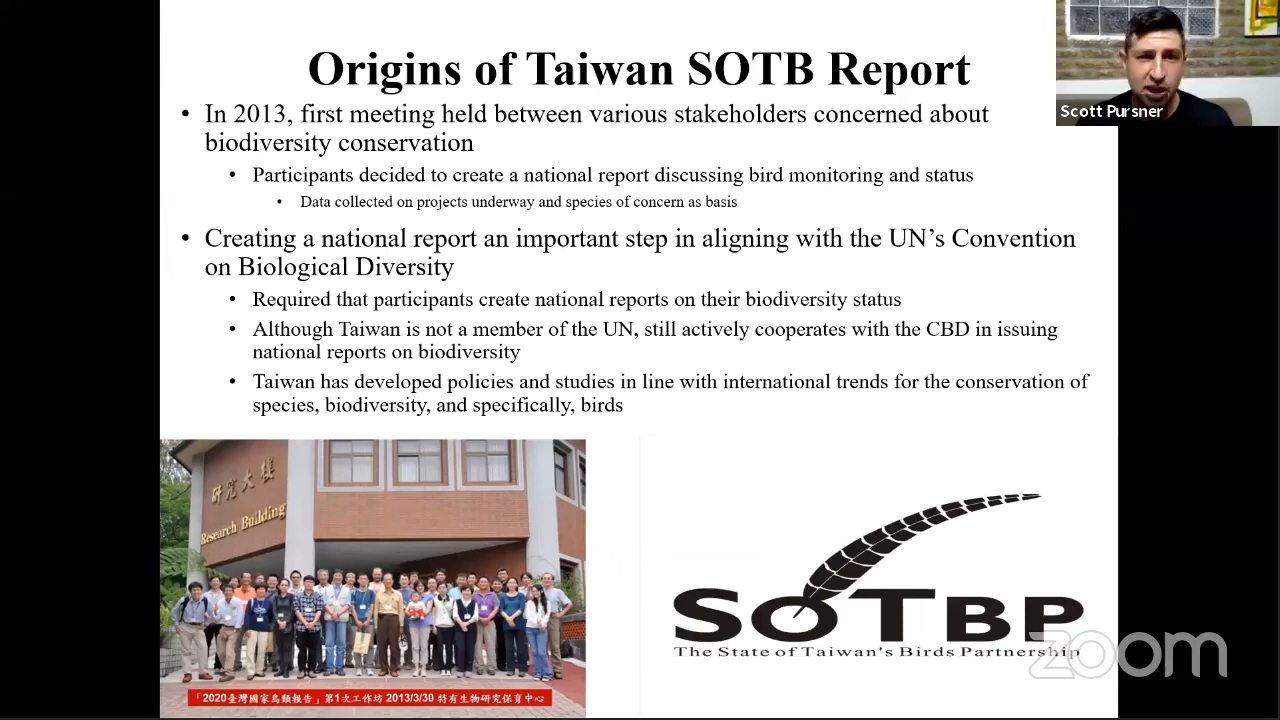 Origins of Taiwan SOTB Report
Scott Pursner
• In 2013, first meeting held between various stakeholders concerned about
biodiversity conservation
• Participants decided to create a national report discussing bird monitoring and status
• Data collected on projects underway and species of concern as basis
• Creating a national report an important step in aligning with the UN’s Convention
on Biological Diversity
• Required that participants create national reports on their biodiversity status
• Although Taiwan is not a member of the UN, still actively cooperates with the CBD in issuing
national reports on biodiversity
• Taiwan has developed policies and studies in line with international trends for the conservation of
species, biodiversity, and specifically, birds
研究大樓
Research Building
「2020臺灣國家鳥類報告」第1次工作坊 2013/3/30 特有生物研究保育中心
SOTBP
The State of Taiwan's Birds Partnership
zoom